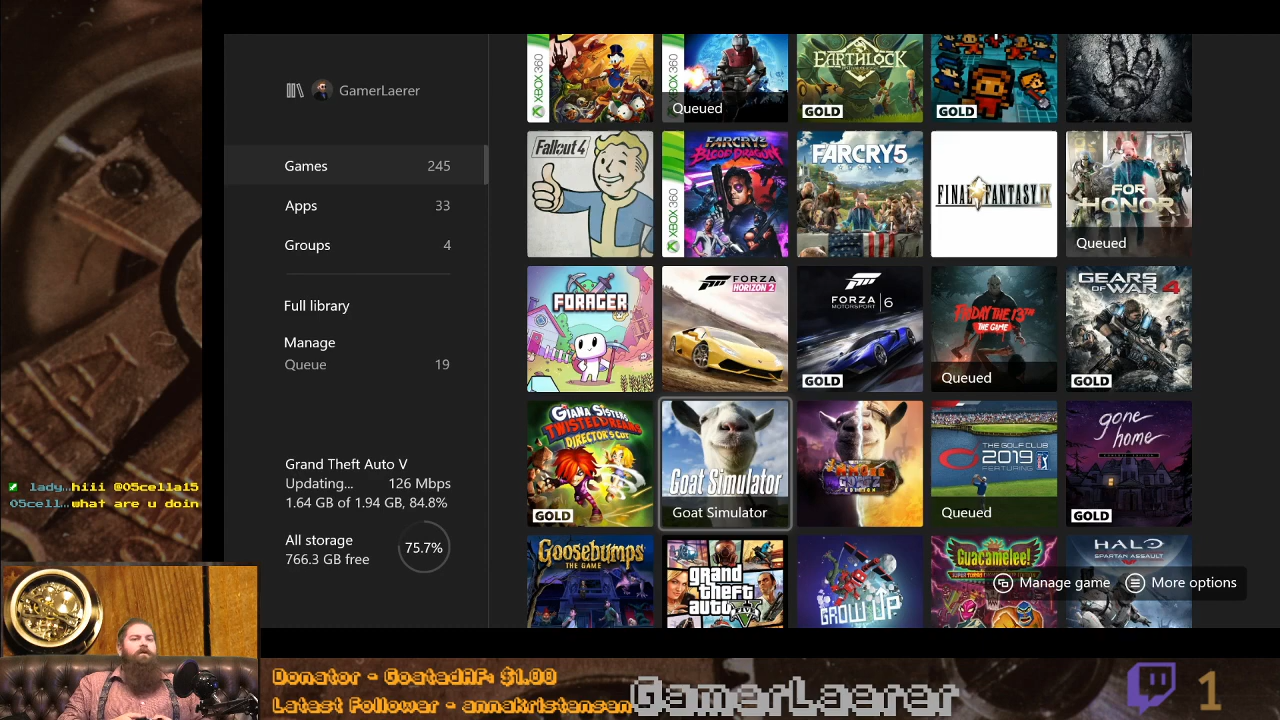 GamerLaerer
Games 245
Apps 33
Groups 4
Full library
Manage
Queue 19
Grand Theft Auto V
Updating... 126 Mbps
1.64 GB of 1.94 GB, 84.8%
All storage
766.3 GB free
75.7%
XBOX 360
XBOX 360
Queued
EARTHLOCK
GOLD
GOLD
Fallout 4
XBOX 360
FARCRY3
BLOOD DRAGON
FARCRY5
FINAL FANTASY IX
FOR
HONOR
Queued
FORAGER
FORZA
HORIZON 2
FORZA
MOTORSPORT 6
GOLD
FRIDAY THE 13TH
THE GAME
Queued
GEARS
OF WAR 4
GOLD
GIANA SISTERS
TWISTED DREAMS
DIRECTOR'S CUT
GOLD
Goat Simulator
Goat Simulator
EDITION
THE GOLF CLUB
2019
FEATURING
Queued
gone
home
GOLD
Goosebumps
THE GAME
grand
theft
auto V
GROW UP
Guacamelee!
HALO
SPARTAN ASSAULT
Manage game
More options
lady...hiii @05cella15
05cell...what are u doin
Donator - GoatedAF: $1.00
Latest Follower - annakristensen
GamerLaerer
1